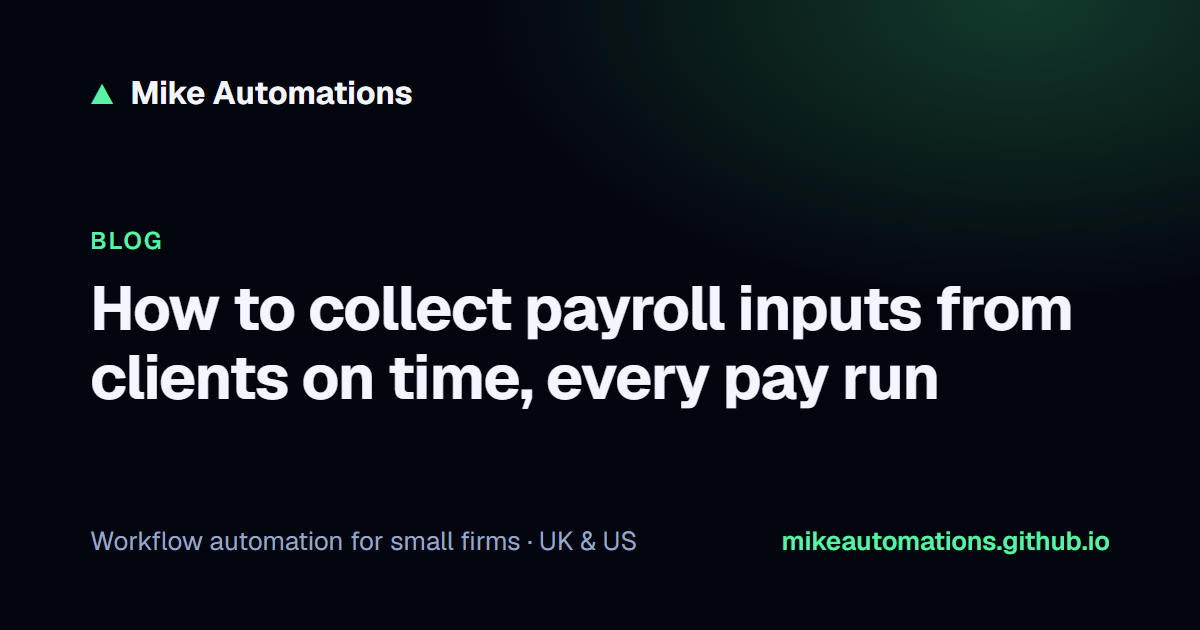 Mike Automations
BLOG
How to collect payroll inputs from
clients on time, every pay run
Workflow automation for small firms · UK & US
mikeautomations.github.io